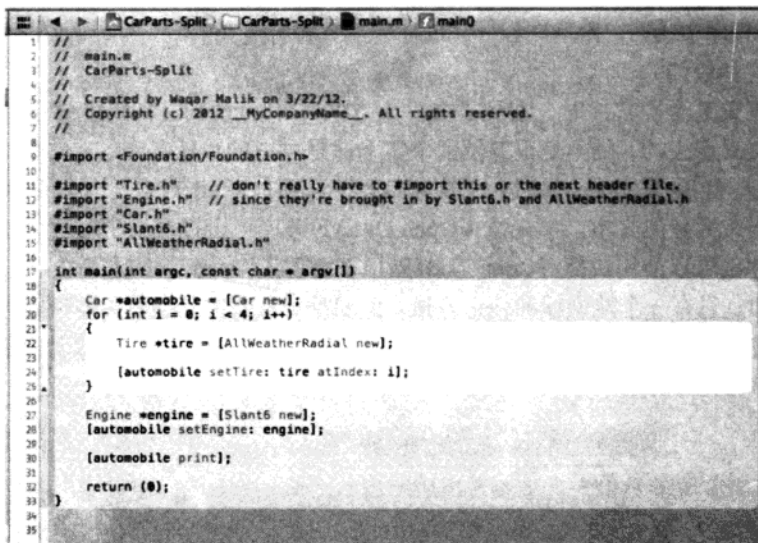 CarParts-Split CarParts-Split main.m main()
1 //
2 // main.m
3 // CarParts-Split
4 //
5 // Created by Waqar Malik on 3/22/12.
6 // Copyright (c) 2012 __MyCompanyName__. All rights reserved.
7 //
8
9 #import <Foundation/Foundation.h>
10
11 #import "Tire.h" // don't really have to #import this or the next header file.
12 #import "Engine.h" // since they're brought in by Slant6.h and AllWeatherRadial.h
13 #import "Car.h"
14 #import "Slant6.h"
15 #import "AllWeatherRadial.h"
16
17 int main(int argc, const char * argv[])
18 {
19 Car *automobile = [Car new];
20 for (int i = 0; i < 4; i++)
21 {
22 Tire *tire = [AllWeatherRadial new];
23
24 [automobile setTire: tire atIndex: i];
25 }
26
27 Engine *engine = [Slant6 new];
28 [automobile setEngine: engine];
29
30 [automobile print];
31
32 return (0);
33 }
34
35